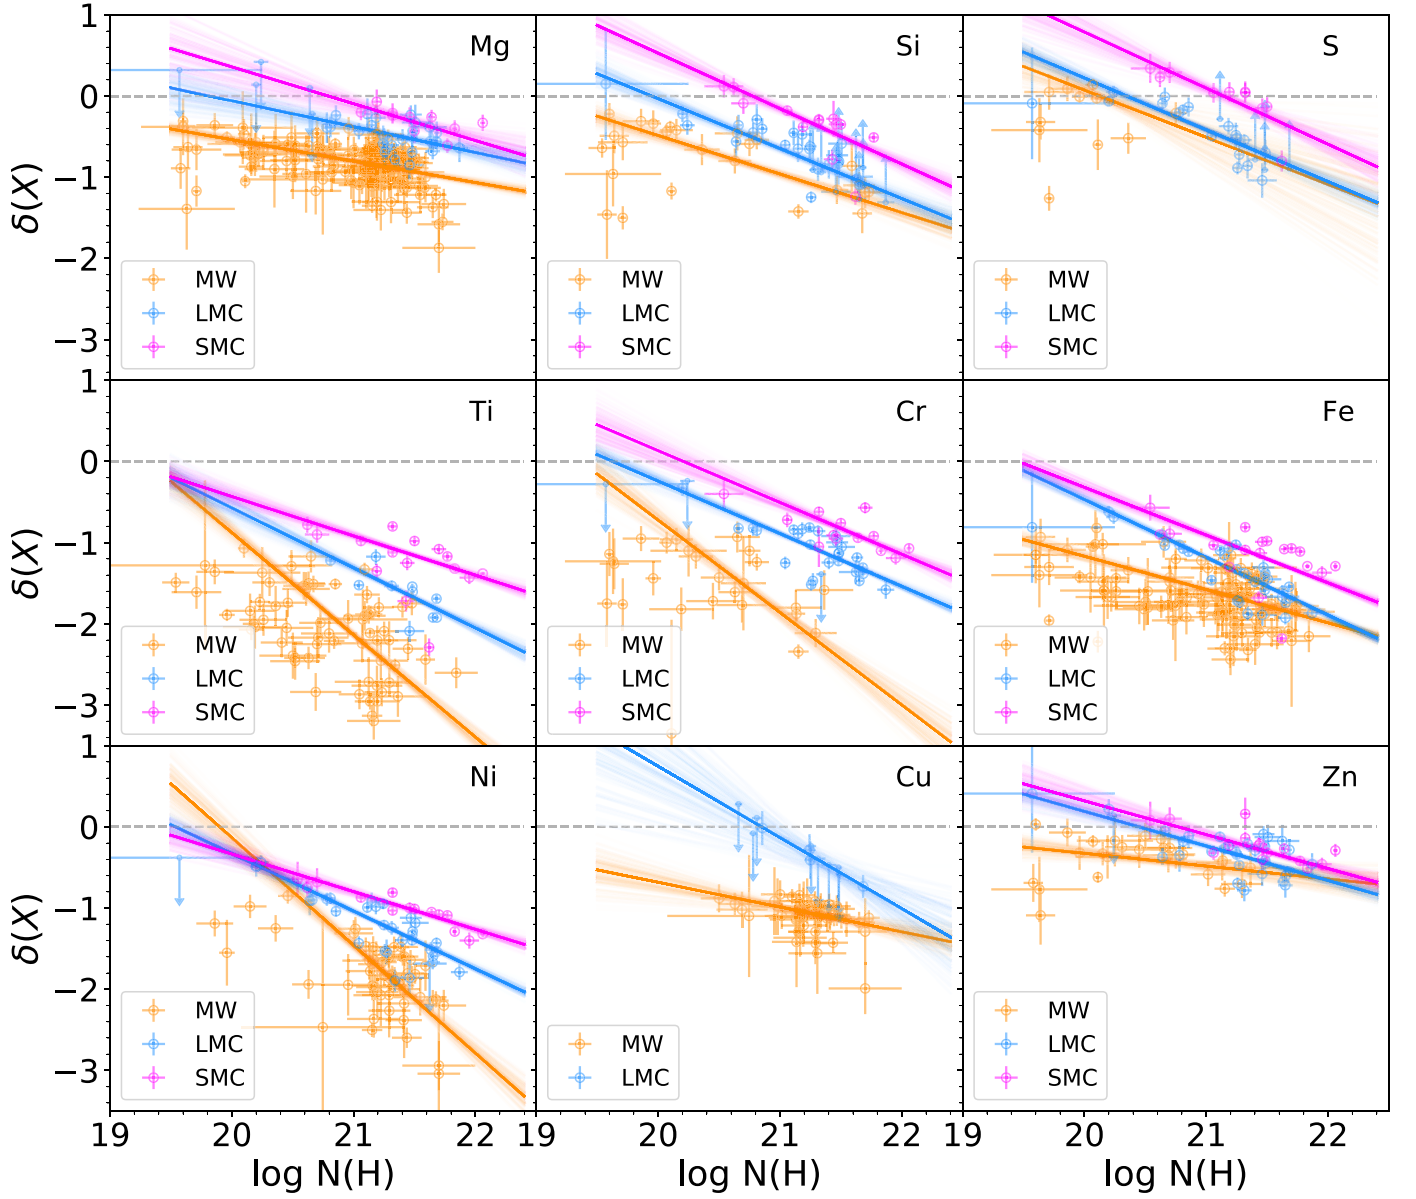 1
Mg
Si
S
0
−1
δ(X)
−2
MW
MW
MW
LMC
LMC
LMC
−3
SMC
SMC
SMC
1
Ti
Cr
Fe
0
−1
δ(X)
−2
MW
MW
MW
LMC
LMC
LMC
−3
SMC
SMC
SMC
1
Ni
Cu
Zn
0
−1
δ(X)
−2
MW
MW
MW
LMC
LMC
LMC
−3
SMC
SMC
19 20 21 22 19 20 21 22 19 20 21 22
log N(H) log N(H) log N(H)